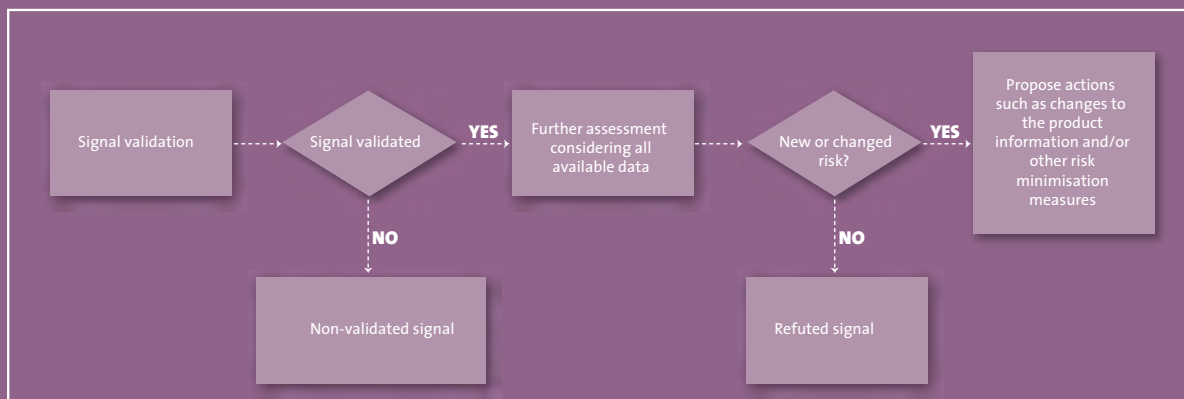 Signal validation
Signal validated
YES
Further assessment
considering all
available data
New or changed
risk?
YES
Propose actions
such as changes to
the product
information and/or
other risk
minimisation
measures
NO
NO
Non-validated signal
Refuted signal